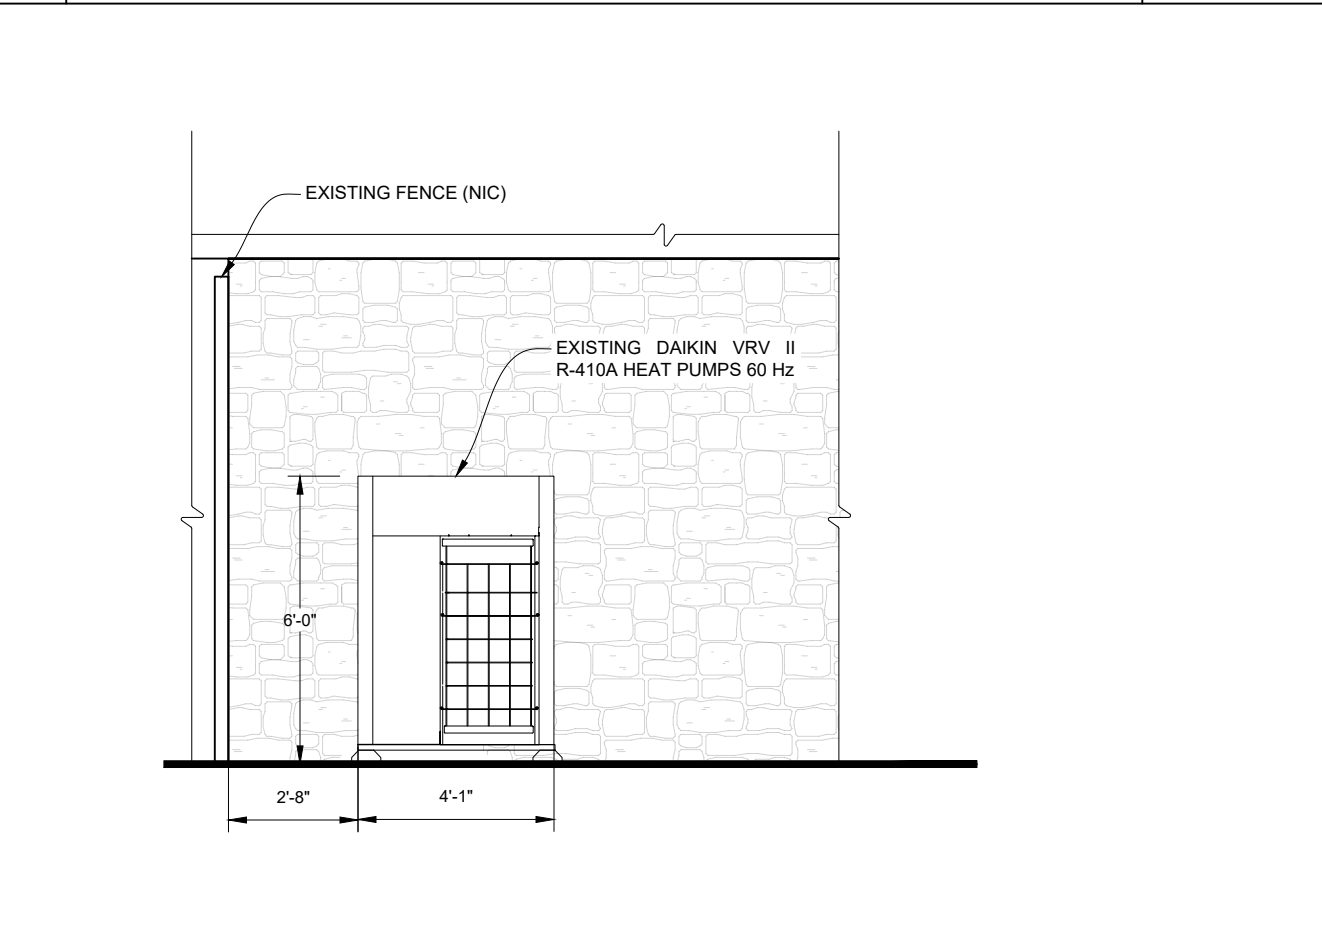 EXISTING FENCE (NIC)
EXISTING DAIKIN VRV II
R-410A HEAT PUMPS 60 Hz
6'-0"
2'-8"
4'-1"